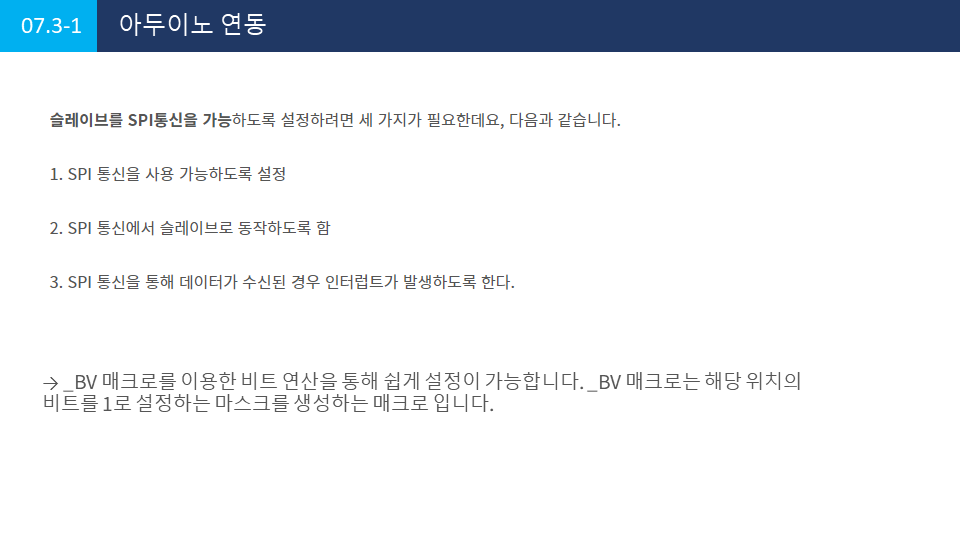 07.3-1 아두이노 연동
슬레이브를 SPI통신을 가능하도록 설정하려면 세 가지가 필요한데요, 다음과 같습니다.
1. SPI 통신을 사용 가능하도록 설정
2. SPI 통신에서 슬레이브로 동작하도록 함
3. SPI 통신을 통해 데이터가 수신된 경우 인터럽트가 발생하도록 한다.
→ _BV 매크로를 이용한 비트 연산을 통해 쉽게 설정이 가능합니다. _BV 매크로는 해당 위치의
비트를 1로 설정하는 마스크를 생성하는 매크로 입니다.